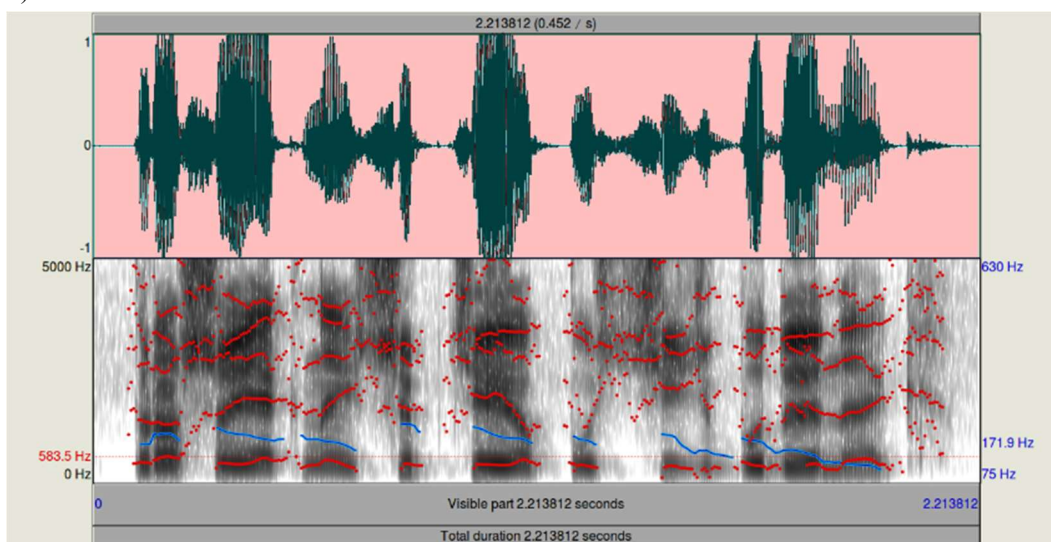 2.213812 (0.452 / s)
1
0
-1
5000 Hz
630 Hz
583.5 Hz
171.9 Hz
0 Hz
75 Hz
0 Visible part 2.213812 seconds 2.213812
Total duration 2.213812 seconds